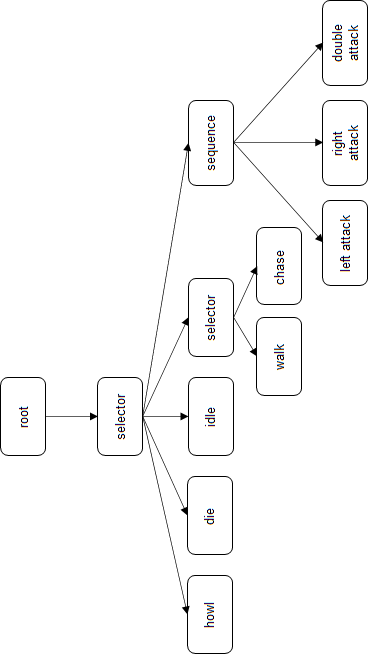 root
selector
howl
die
idle
selector
sequence
walk
chase
left attack
right
attack
double
attack